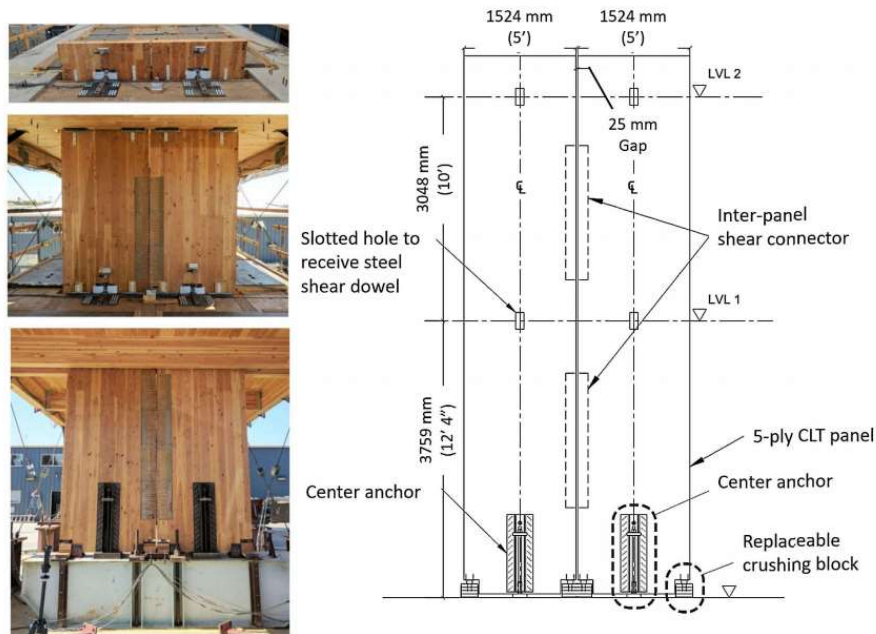 1524 mm
(5’)
1524 mm
(5’)
LVL 2
25 mm
Gap
3048 mm
(10’)
℄
℄
Inter-panel
shear connector
Slotted hole to
receive steel
shear dowel
LVL 1
3759 mm
(12’ 4”)
5-ply CLT panel
Center anchor
Center anchor
Replaceable
crushing block